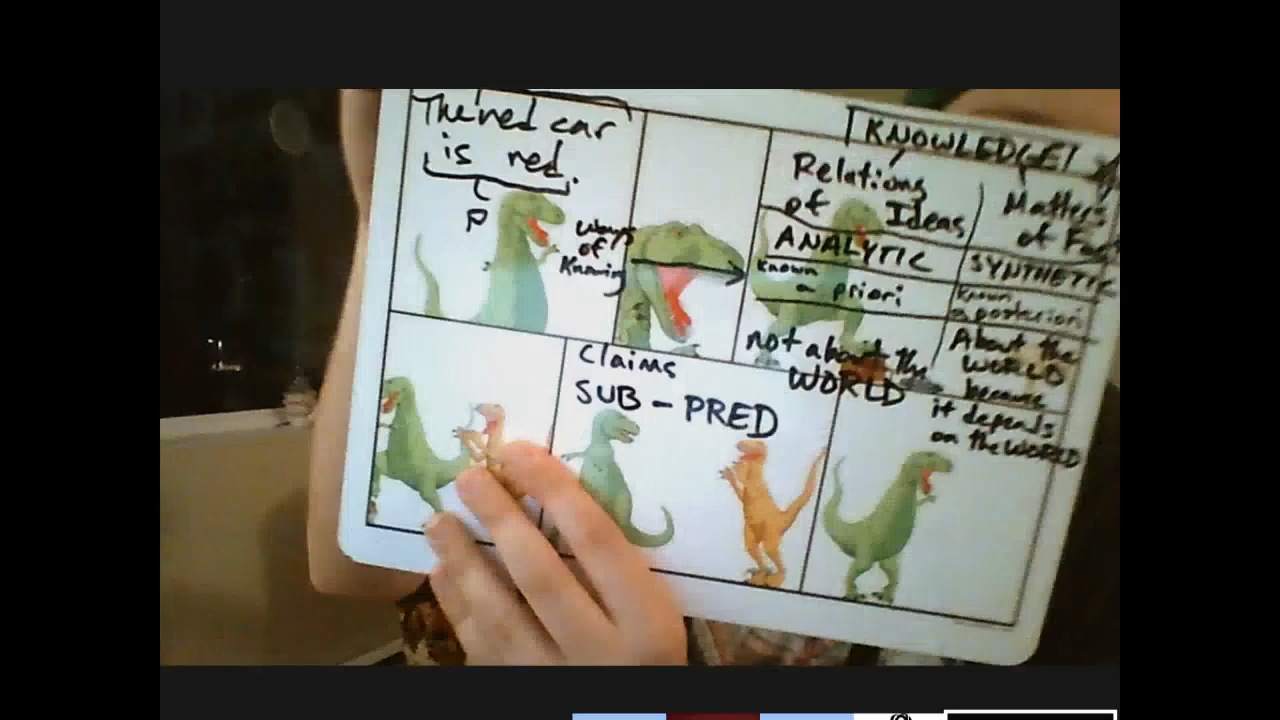 The red car
is red.
P
ways
of
Knowing
KNOWLEDGE!
Relations
of Ideas
Matters
of Fact
ANALYTIC
SYNTHETIC
known
a priori
known
a posteriori
not about the
WORLD
About the
WORLD
because
it depends
on the WORLD
Claims
SUB - PRED